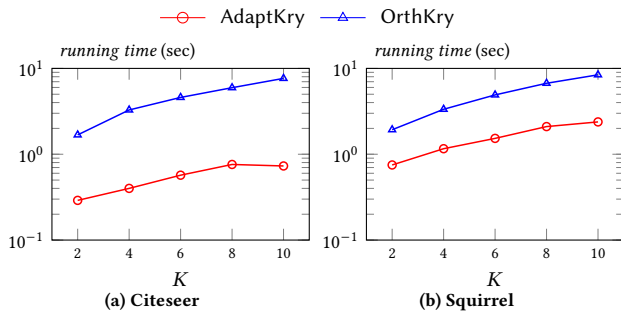 AdaptKry OrthKry
running time (sec)
10^1
10^0
10^-1
2 4 6 8 10
K
(a) Citeseer
running time (sec)
10^1
10^0
10^-1
2 4 6 8 10
K
(b) Squirrel